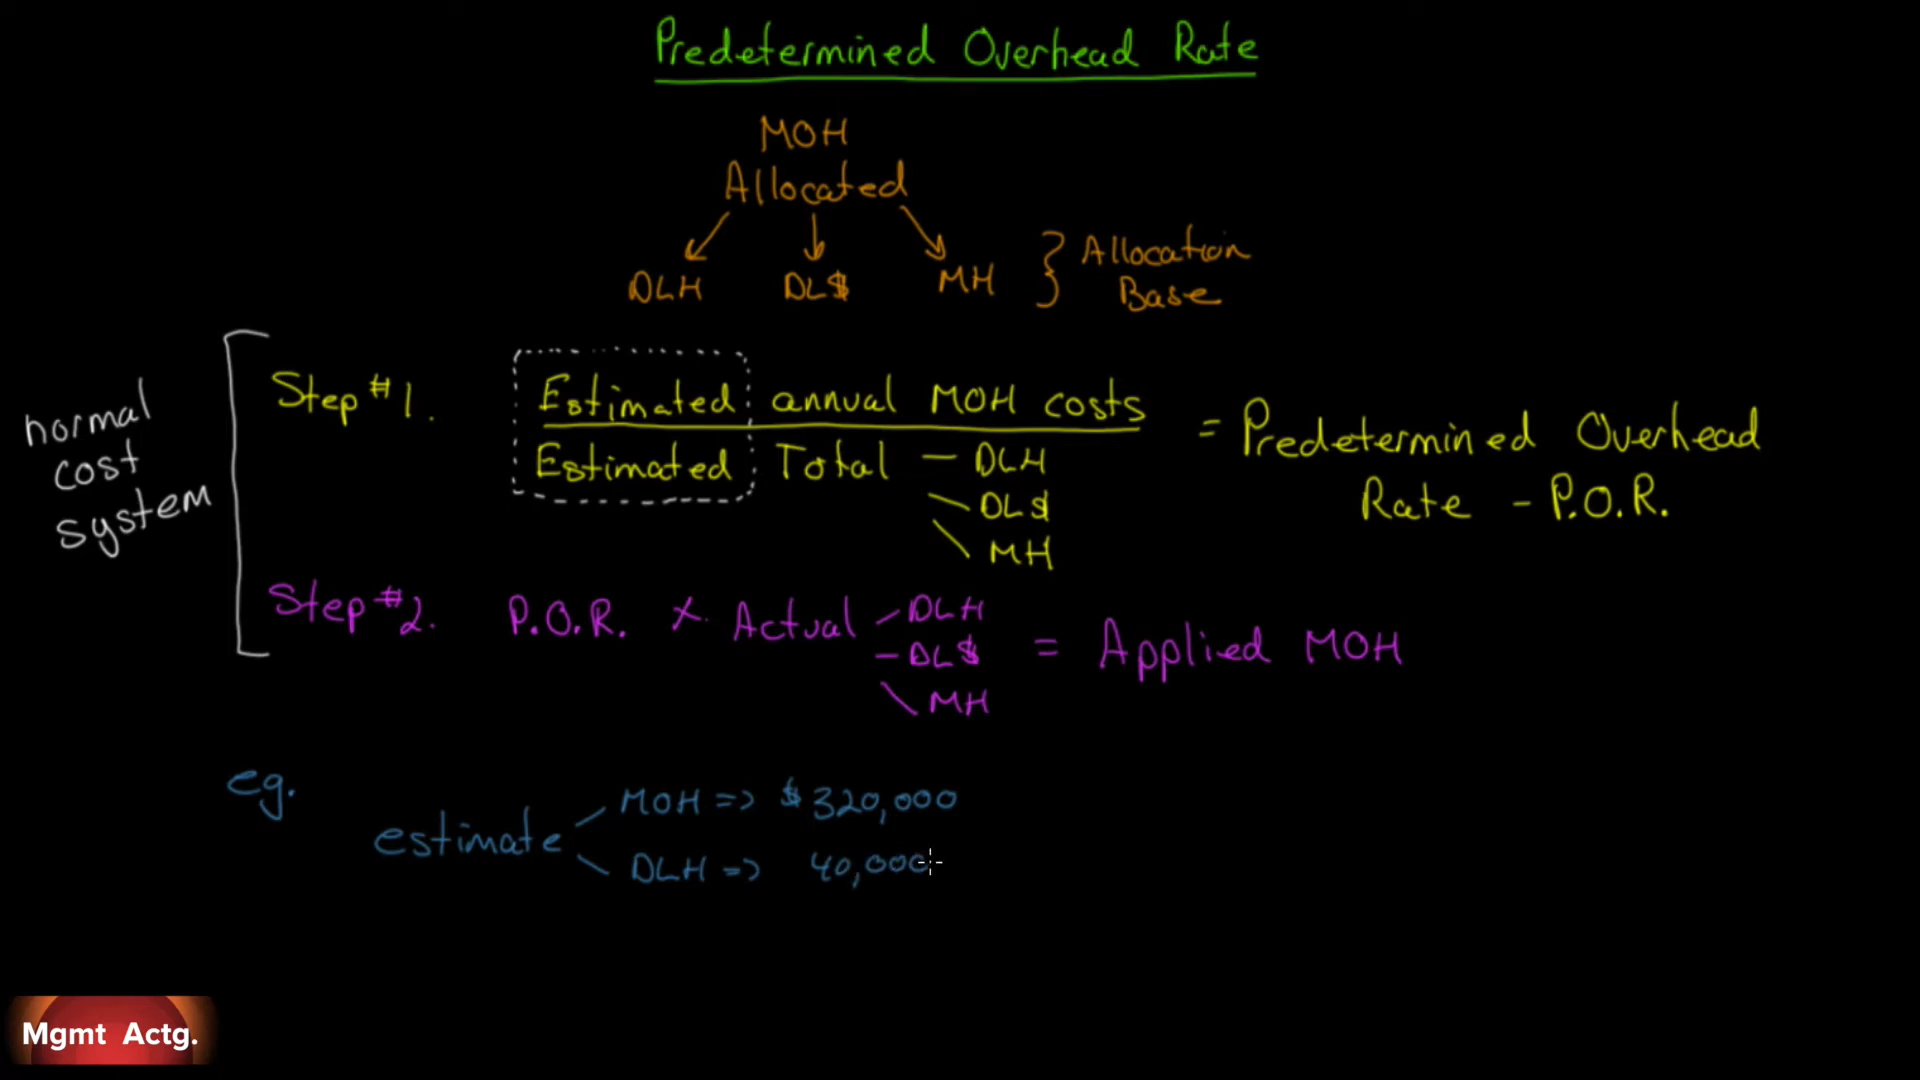 Predetermined Overhead Rate
MOH
Allocated
DLH DL$ MH } Allocation
Base
normal
cost
system
Step #1. Estimated annual MOH costs
Estimated Total - DLH
DL$
MH
= Predetermined Overhead
Rate - P.O.R.
Step #2. P.O.R. x Actual DLH
DL$
MH
= Applied MOH
eg.
estimate
MOH => $320,000
DLH => 40,000
Mgmt Actg.